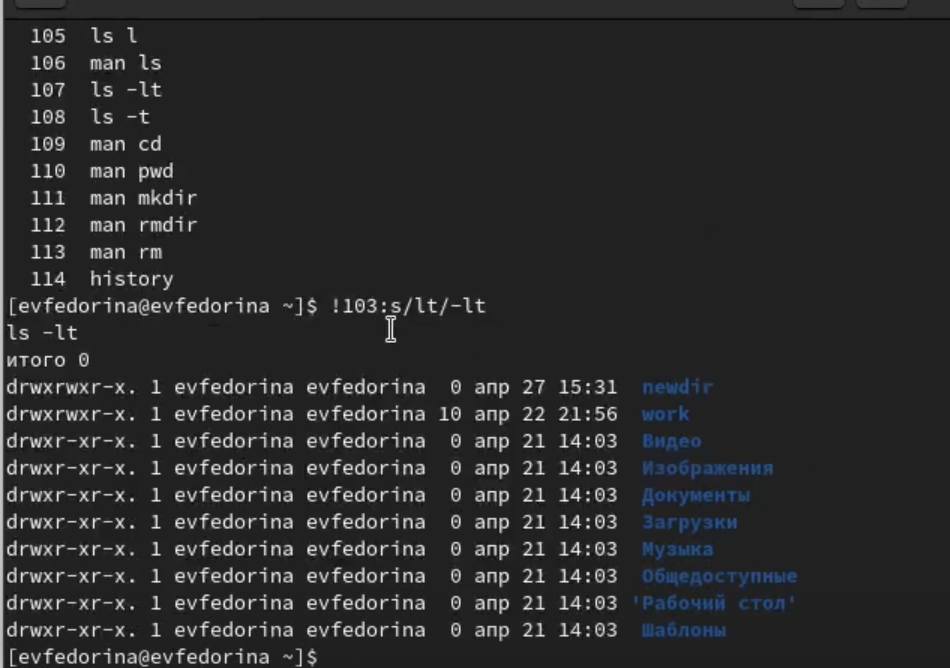 105 ls l
106 man ls
107 ls -lt
108 ls -t
109 man cd
110 man pwd
111 man mkdir
112 man rmdir
113 man rm
114 history
[evfedorina@evfedorina ~]$ !103:s/lt/-lt
ls -lt
итого 0
drwxrwxr-x. 1 evfedorina evfedorina 0 апр 27 15:31 newdir
drwxrwxr-x. 1 evfedorina evfedorina 10 апр 22 21:56 work
drwxr-xr-x. 1 evfedorina evfedorina 0 апр 21 14:03 Видео
drwxr-xr-x. 1 evfedorina evfedorina 0 апр 21 14:03 Изображения
drwxr-xr-x. 1 evfedorina evfedorina 0 апр 21 14:03 Документы
drwxr-xr-x. 1 evfedorina evfedorina 0 апр 21 14:03 Загрузки
drwxr-xr-x. 1 evfedorina evfedorina 0 апр 21 14:03 Музыка
drwxr-xr-x. 1 evfedorina evfedorina 0 апр 21 14:03 Общедоступные
drwxr-xr-x. 1 evfedorina evfedorina 0 апр 21 14:03 'Рабочий стол'
drwxr-xr-x. 1 evfedorina evfedorina 0 апр 21 14:03 Шаблоны
[evfedorina@evfedorina ~]$